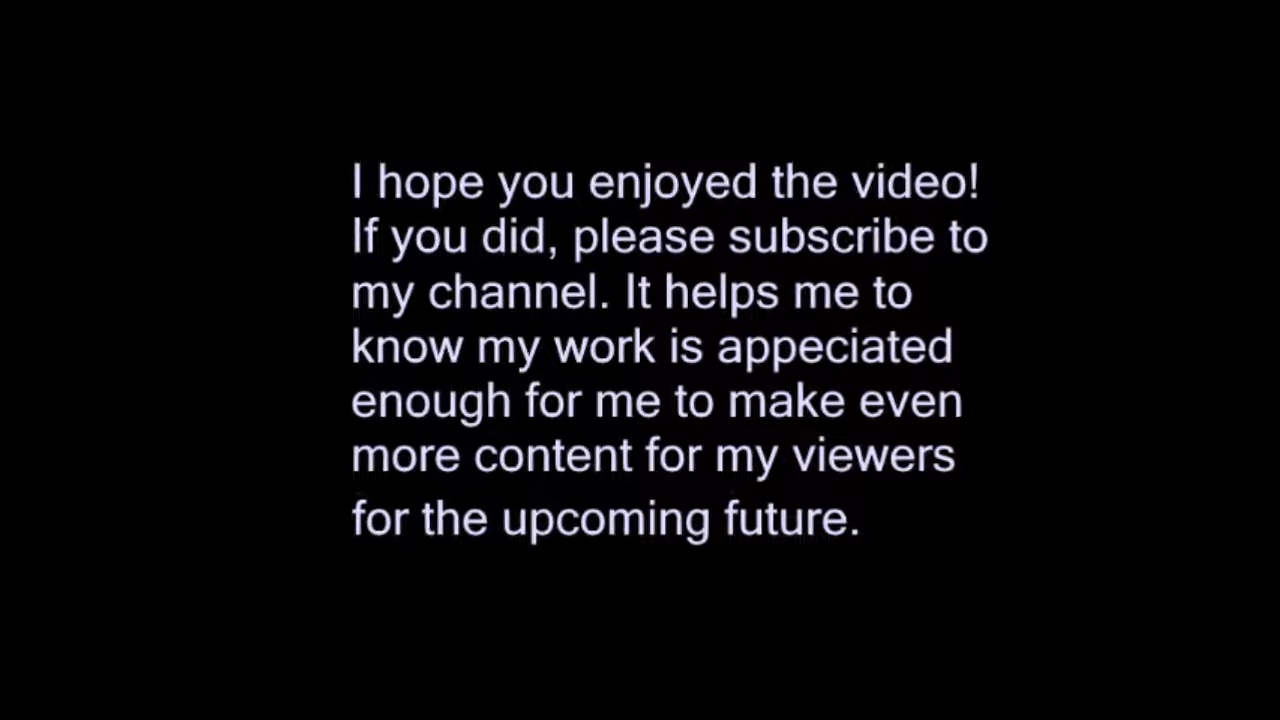 I hope you enjoyed the video!
If you did, please subscribe to
my channel. It helps me to
know my work is appeciated
enough for me to make even
more content for my viewers
for the upcoming future.